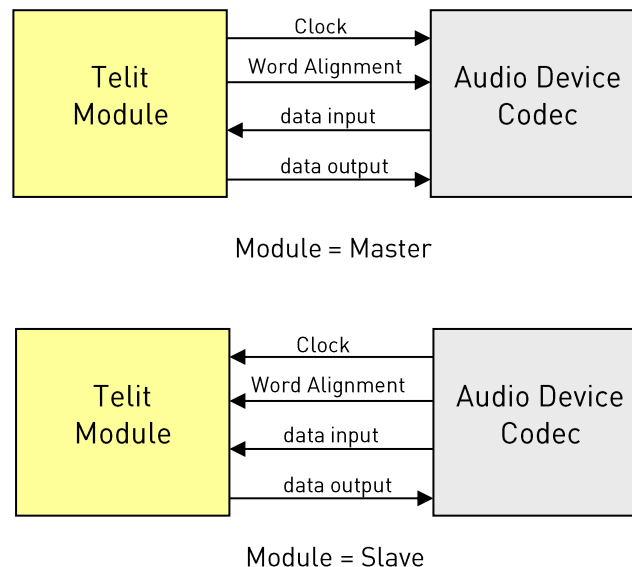 Telit
Module
Clock
Word Alignment
data input
data output
Audio Device
Codec
Module = Master
Telit
Module
Clock
Word Alignment
data input
data output
Audio Device
Codec
Module = Slave